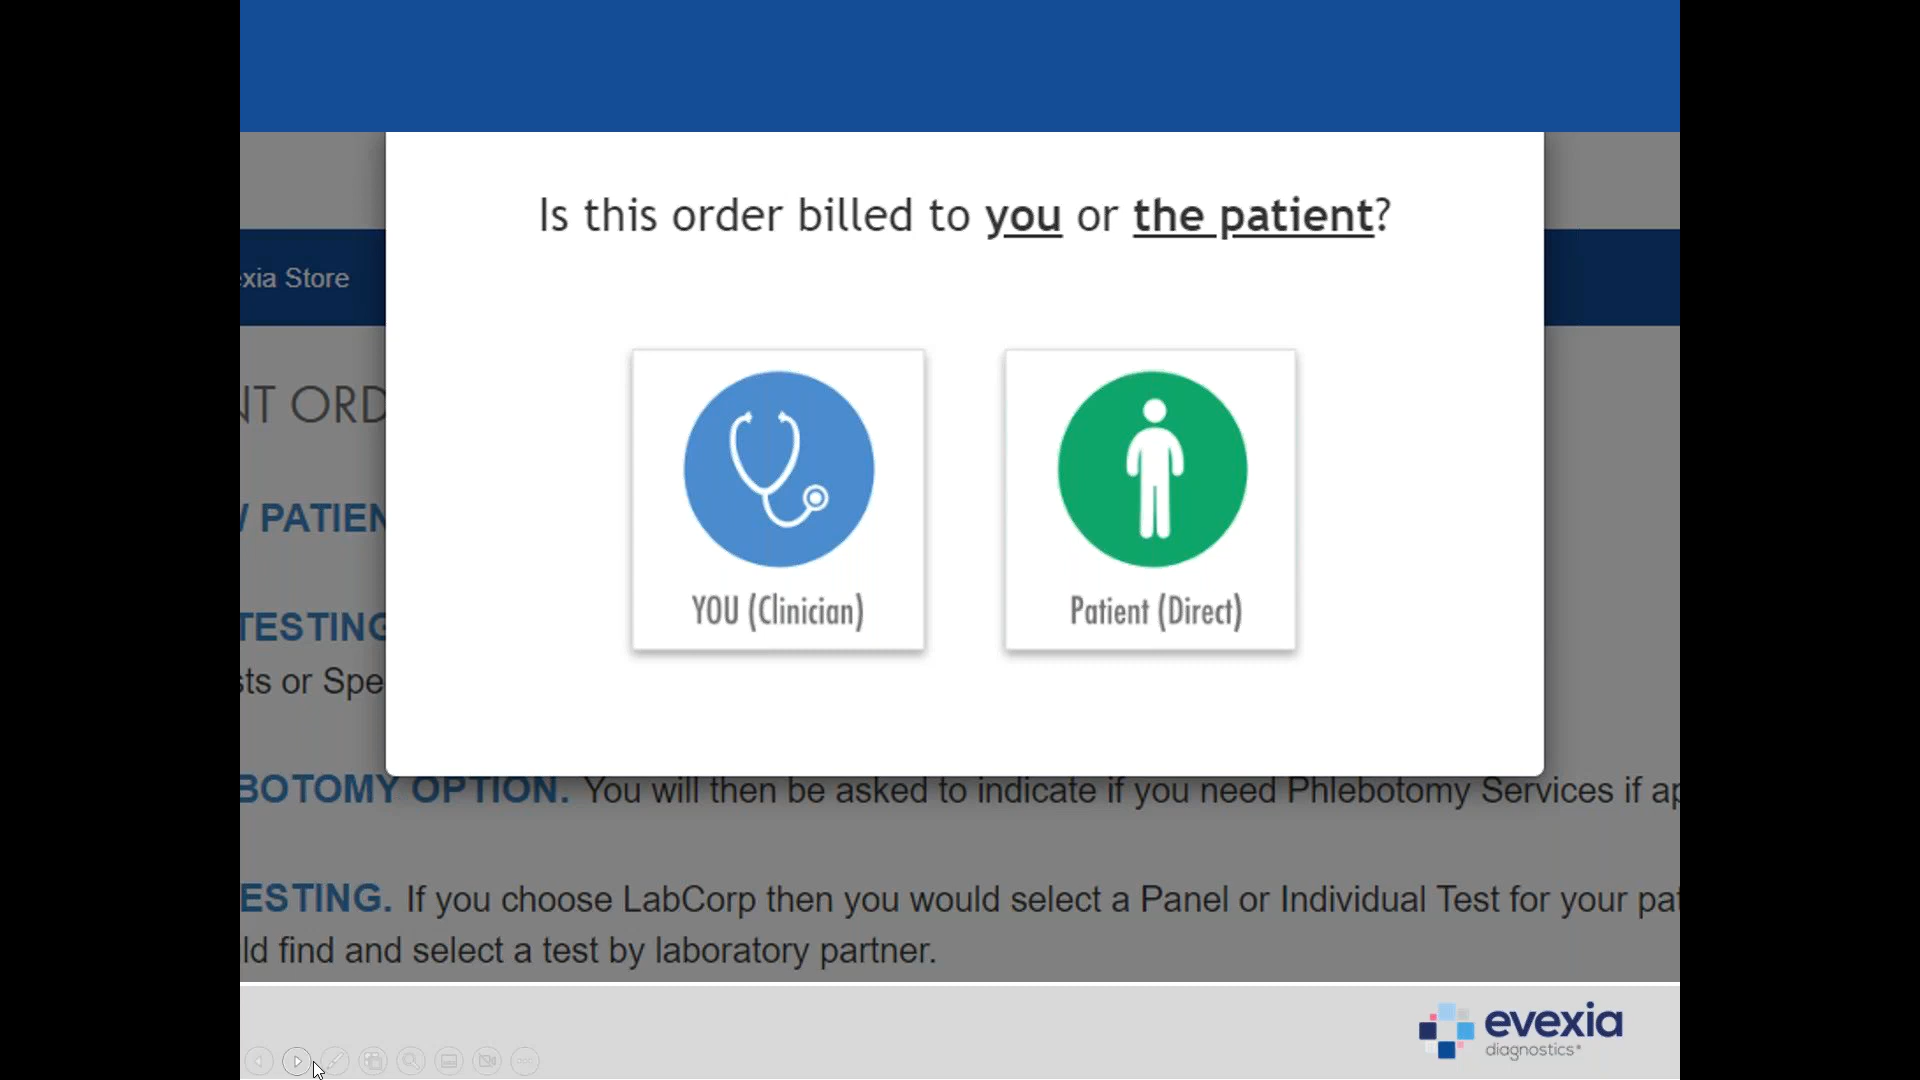 Is this order billed to you or the patient?
xia Store
NT ORD
PATIEN
YOU (Clinician)
Patient (Direct)
TESTING
sts or Spe
BOTOMY OPTION. You will then be asked to indicate if you need Phlebotomy Services if ap
ESTING. If you choose LabCorp then you would select a Panel or Individual Test for your pat
ld find and select a test by laboratory partner.
evexia
diagnostics